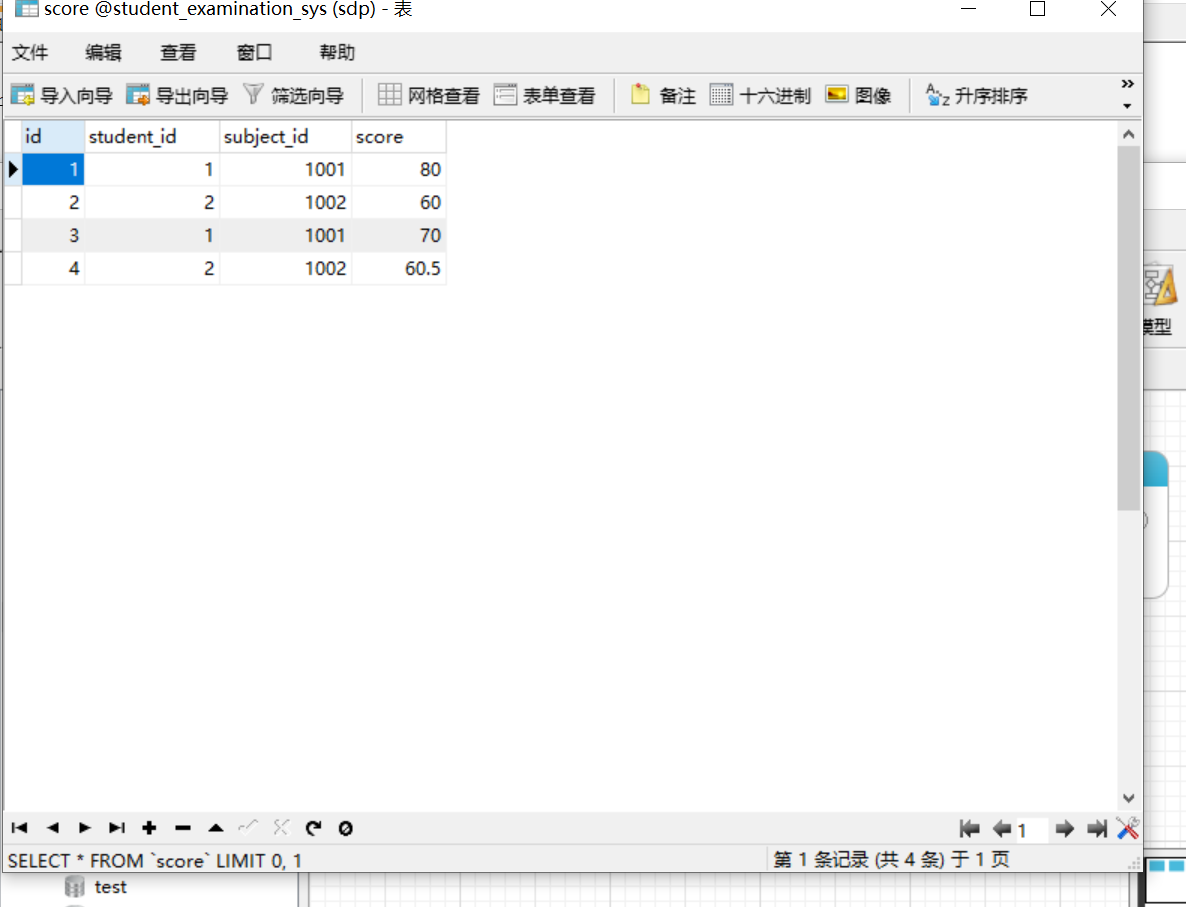 score @student_examination_sys (sdp) - 表
文件 编辑 查看 窗口 帮助
导入向导 导出向导 筛选向导 网格查看 表单查看 备注 十六进制 图像 升序排序
id student_id subject_id score
1 1 1001 80
2 2 1002 60
3 1 1001 70
4 2 1002 60.5
模型
1
SELECT * FROM `score` LIMIT 0, 1 第 1 条记录 (共 4 条) 于 1 页
test